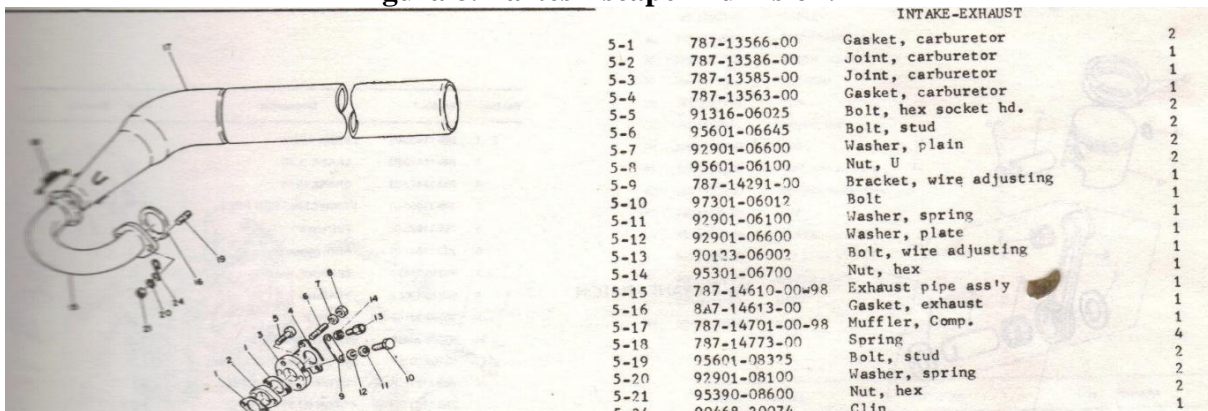 INTAKE-EXHAUST
5-1 787-13566-00 Gasket, carburetor 2
5-2 787-13586-00 Joint, carburetor 1
5-3 787-13585-00 Joint, carburetor 1
5-4 787-13563-00 Gasket, carburetor 1
5-5 91316-06025 Bolt, hex socket hd. 2
5-6 95601-06645 Bolt, stud 2
5-7 92901-06600 Washer, plain 2
5-8 95601-06100 Nut, U 2
5-9 787-14291-00 Bracket, wire adjusting 1
5-10 97301-06012 Bolt 1
5-11 92901-06100 Washer, spring 1
5-12 92901-06600 Washer, plate 1
5-13 90123-06002 Bolt, wire adjusting 1
5-14 95301-06700 Nut, hex 1
5-15 787-14610-00w98 Exhaust pipe ass'y 1
5-16 8A7-14613-00 Gasket, exhaust 1
5-17 787-14701-00-98 Muffler, Comp. 1
5-18 787-14773-00 Spring 4
5-19 95601-08325 Bolt, stud 2
5-20 92901-08100 Washer, spring 2
5-21 95390-08600 Nut, hex 2
1
19
16
24
20
21
8
7
6
14
5
13
4
3
2
1
1
9
12
11
10